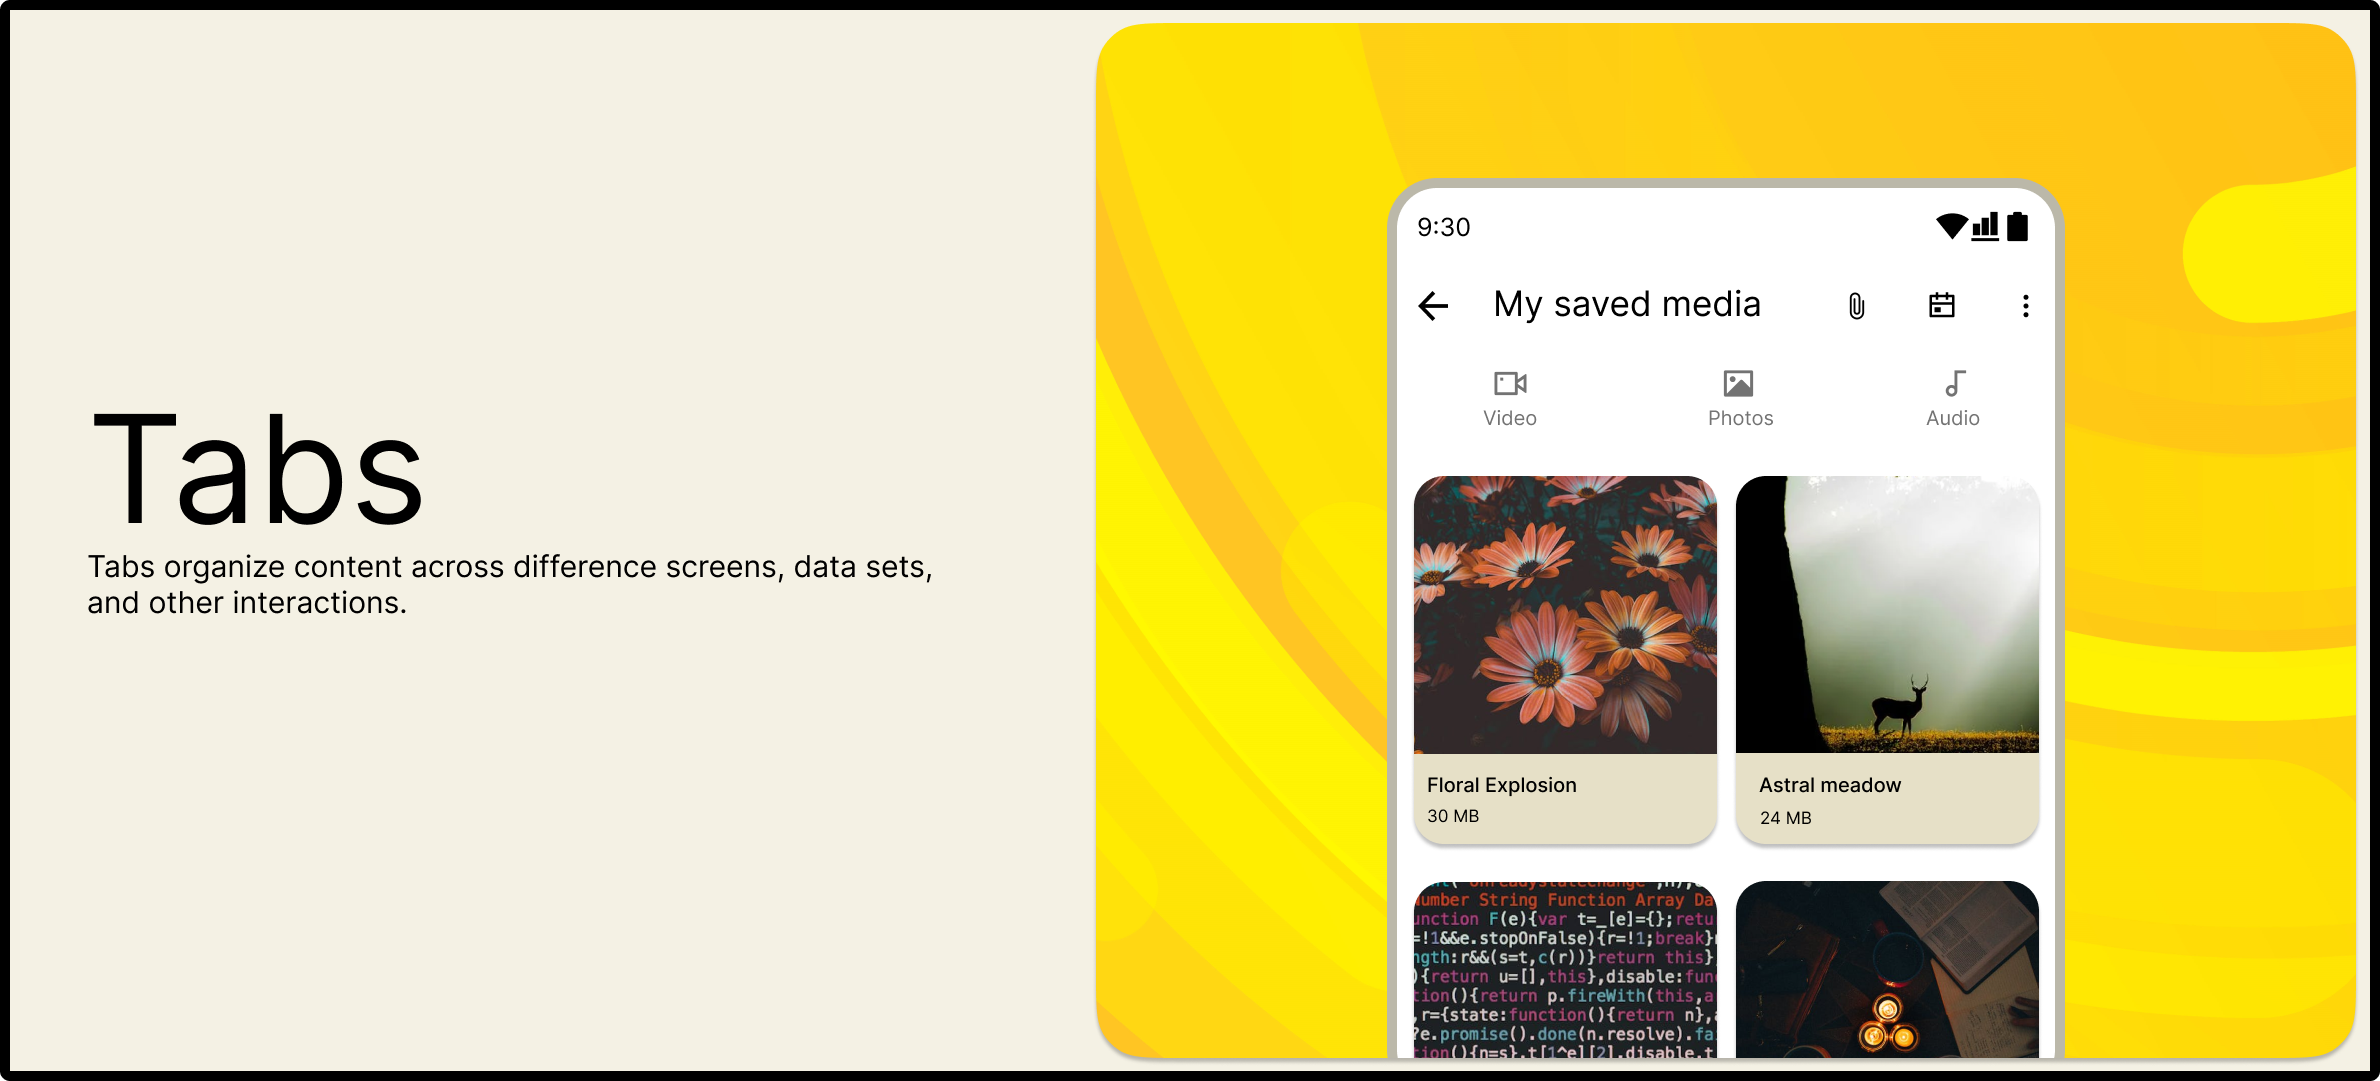 Tabs
Tabs organize content across difference screens, data sets,
and other interactions.
9:30
My saved media
Video
Photos
Audio
Floral Explosion
30 MB
Astral meadow
24 MB
Number String Function Array Da
unction F(e){var t=_[e]={};retu
=!1&&e.stopOnFalse){r=!1;break}
ngth:r&&(s=t,c(r))}return this}
){return u=[],this},disable:fun
tion(){return p.fireWith(this,a
,r={state:function(){return n},
?e.promise().done(n.resolve).fa
tion(){n=s},t[1^e][2].disable,t